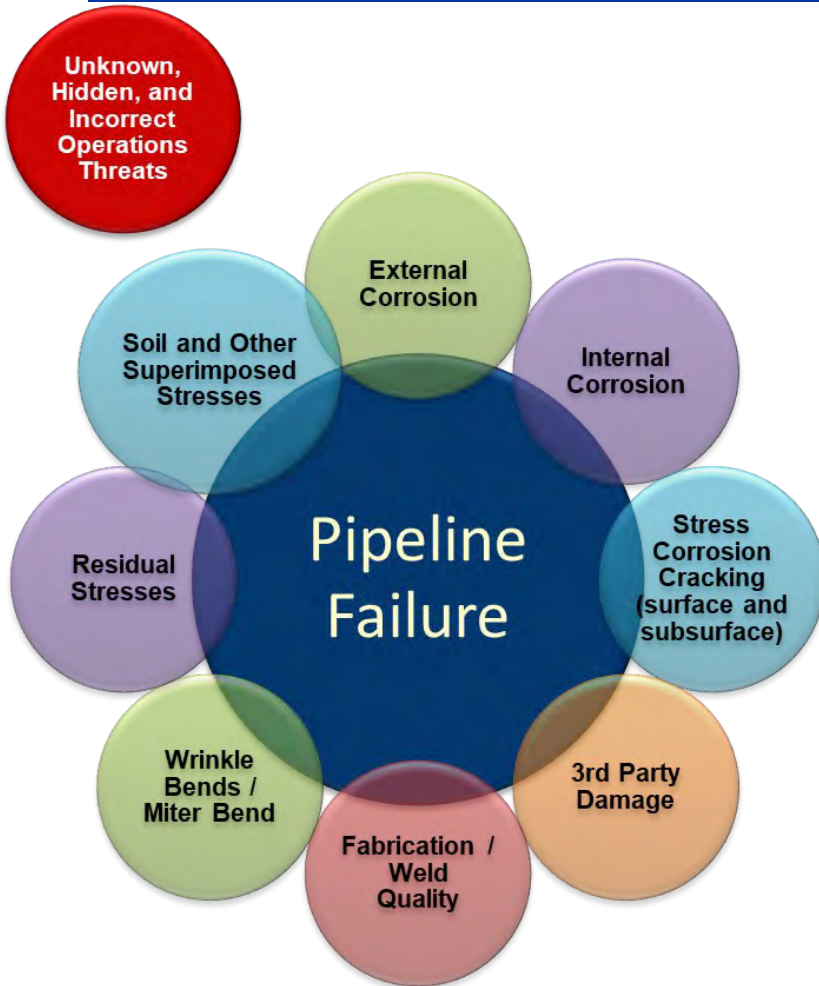 Unknown,
Hidden, and
Incorrect
Operations
Threats
External
Corrosion
Internal
Corrosion
Stress
Corrosion
Cracking
(surface and
subsurface)
3rd Party
Damage
Fabrication /
Weld
Quality
Wrinkle
Bends /
Miter Bend
Residual
Stresses
Soil and Other
Superimposed
Stresses
Pipeline
Failure